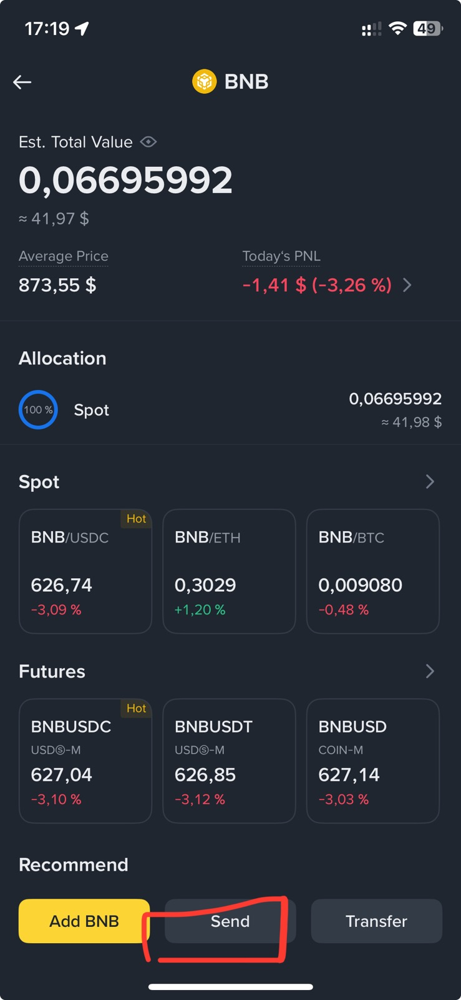 17:19
49
BNB
Est. Total Value
0,06695992
≈ 41,97 $
Average Price
Today‘s PNL
873,55 $
-1,41 $ (-3,26 %)
Allocation
100 %
Spot
0,06695992
≈ 41,98 $
Spot
Hot
BNB/USDC
BNB/ETH
BNB/BTC
626,74
0,3029
0,009080
-3,09 %
+1,20 %
-0,48 %
Futures
Hot
BNBUSDC
BNBUSDT
BNBUSD
USDⓈ-M
USDⓈ-M
COIN-M
627,04
626,85
627,14
-3,10 %
-3,12 %
-3,03 %
Recommend
Add BNB
Send
Transfer